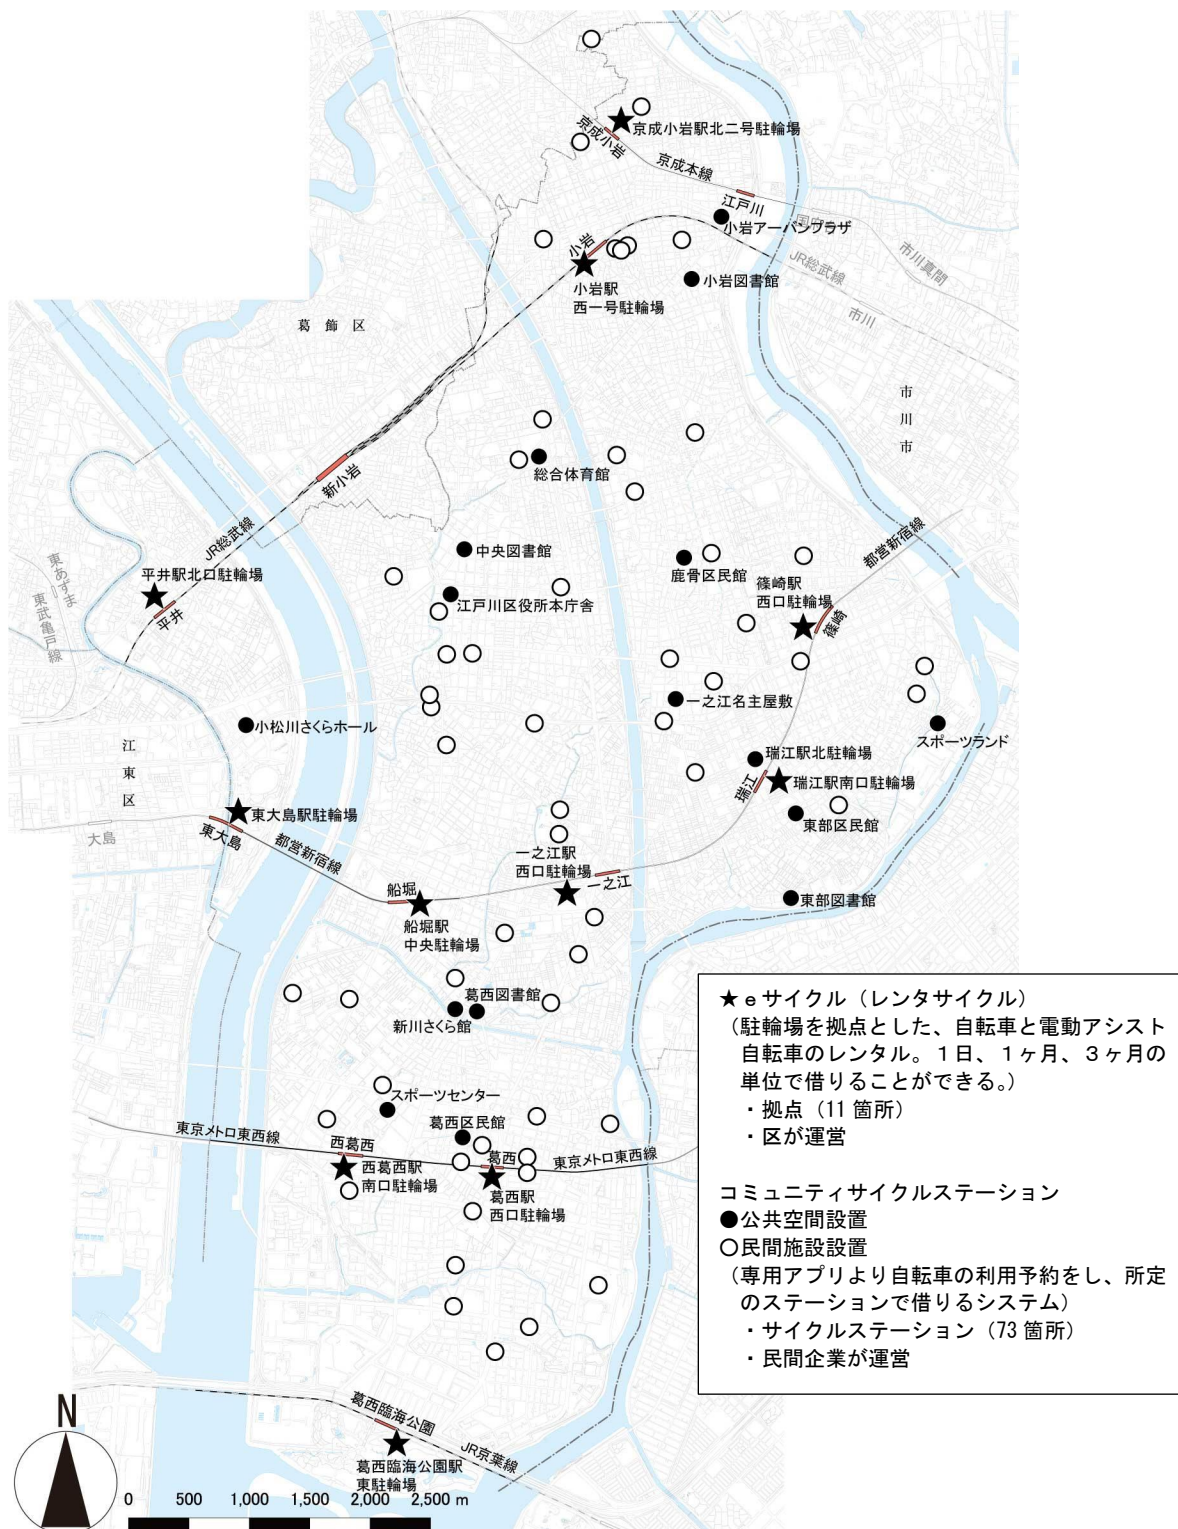 京成小岩駅北二号駐輪場
京成小岩
京成本線
江戸川
小岩アーバンプラザ
市川真間
小岩
JR総武線
小岩図書館
小岩駅
西一号駐輪場
市川
葛飾区
市川市
総合体育館
新小岩
JR総武線
中央図書館
都営新宿線
鹿骨区民館
東あずま
平井駅北口駐輪場
篠崎駅
西口駐輪場
江戸川区役所本庁舎
東武亀戸線
平井
篠崎
一之江名主屋敷
小松川さくらホール
スポーツランド
江東区
瑞江駅北駐輪場
瑞江
瑞江駅南口駐輪場
東大島駅駐輪場
東部区民館
大島
東大島
都営新宿線
一之江駅
西口駐輪場
船堀
一之江
東部図書館
船堀駅
中央駐輪場
葛西図書館
新川さくら館
スポーツセンター
葛西区民館
東京メトロ東西線
西葛西
葛西
東京メトロ東西線
西葛西駅
南口駐輪場
葛西駅
西口駐輪場
★eサイクル（レンタサイクル）
（駐輪場を拠点とした、自転車と電動アシスト
自転車のレンタル。１日、１ヶ月、３ヶ月の
単位で借りることができる。）
・拠点（11 箇所）
・区が運営
コミュニティサイクルステーション
●公共空間設置
○民間施設設置
（専用アプリより自転車の利用予約をし、所定
のステーションで借りるシステム）
・サイクルステーション（73 箇所）
・民間企業が運営
葛西臨海公園
JR京葉線
葛西臨海公園駅
東駐輪場
N
0 500 1,000 1,500 2,000 2,500 m